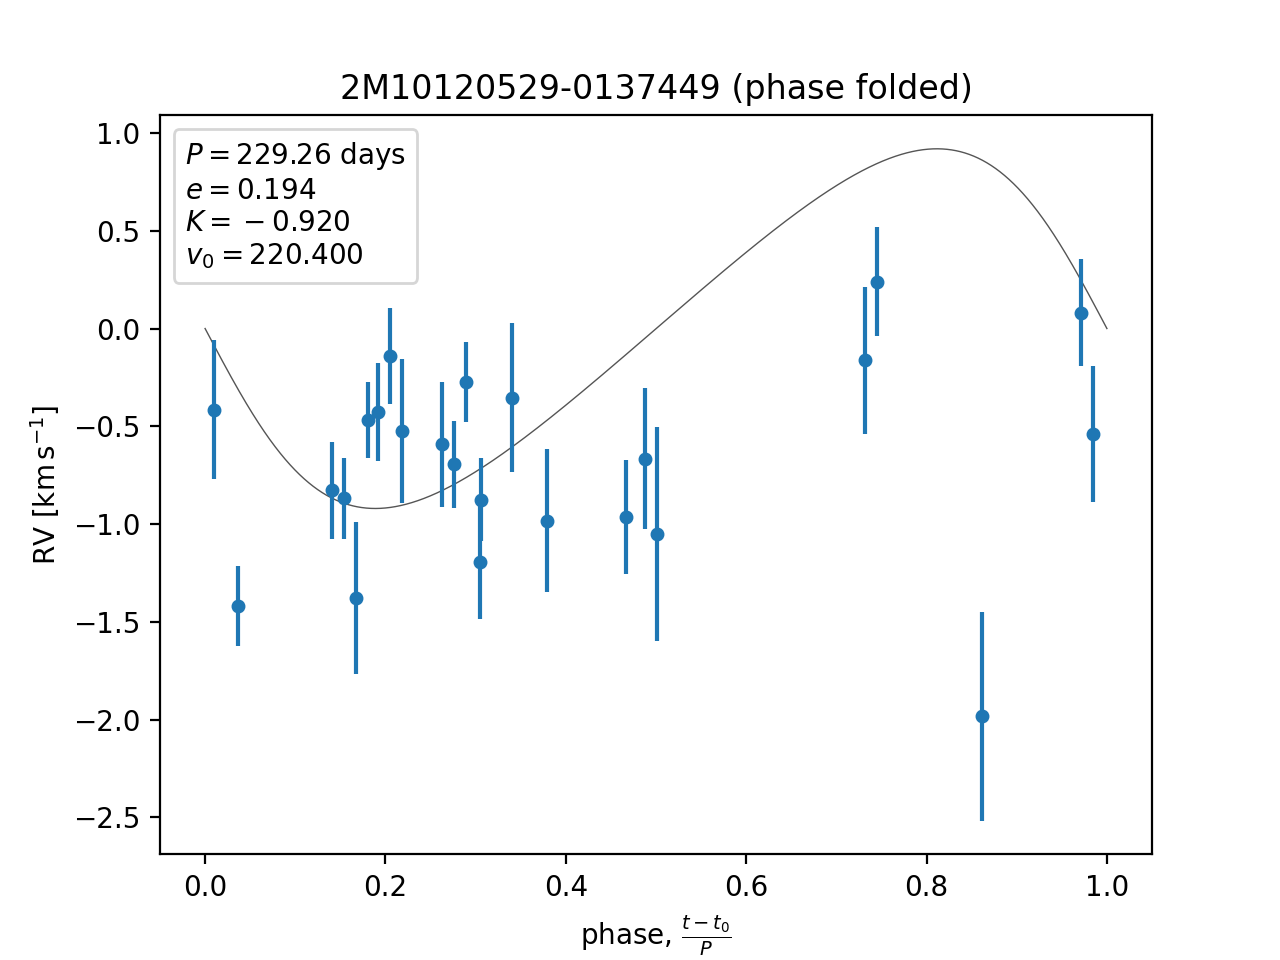 2M10120529-0137449 (phase folded)
P = 229.26 days
e = 0.194
K = −0.920
v₀ = 220.400
1.0
0.5
0.0
−0.5
−1.0
−1.5
−2.0
−2.5
RV [km s⁻¹]
0.0 0.2 0.4 0.6 0.8 1.0
phase, (t − t₀)/P